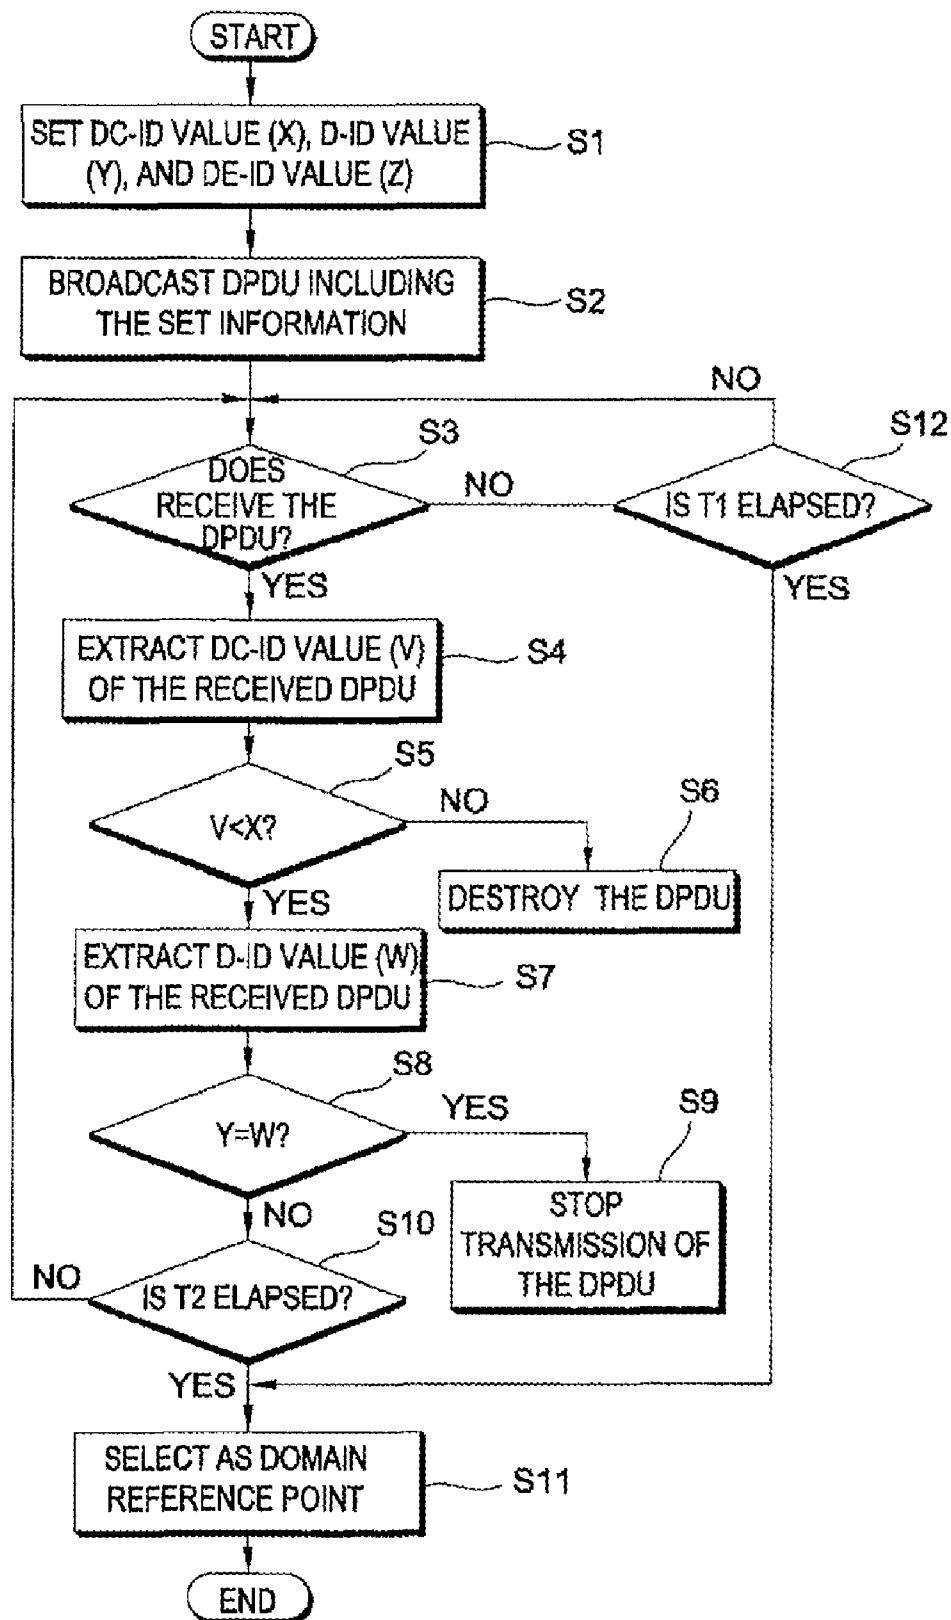 START
SET DC-ID VALUE (X), D-ID VALUE
(Y), AND DE-ID VALUE (Z)
S1
BROADCAST DPDU INCLUDING
THE SET INFORMATION
S2
NO
S3
S12
DOES
RECEIVE THE
DPDU?
NO
IS T1 ELAPSED?
YES
YES
EXTRACT DC-ID VALUE (V)
OF THE RECEIVED DPDU
S4
S5
V<X?
NO
S6
DESTROY THE DPDU
YES
EXTRACT D-ID VALUE (W)
OF THE RECEIVED DPDU
S7
S8
Y=W?
YES
S9
STOP
TRANSMISSION OF
THE DPDU
NO
S10
NO
IS T2 ELAPSED?
YES
SELECT AS DOMAIN
REFERENCE POINT
S11
END